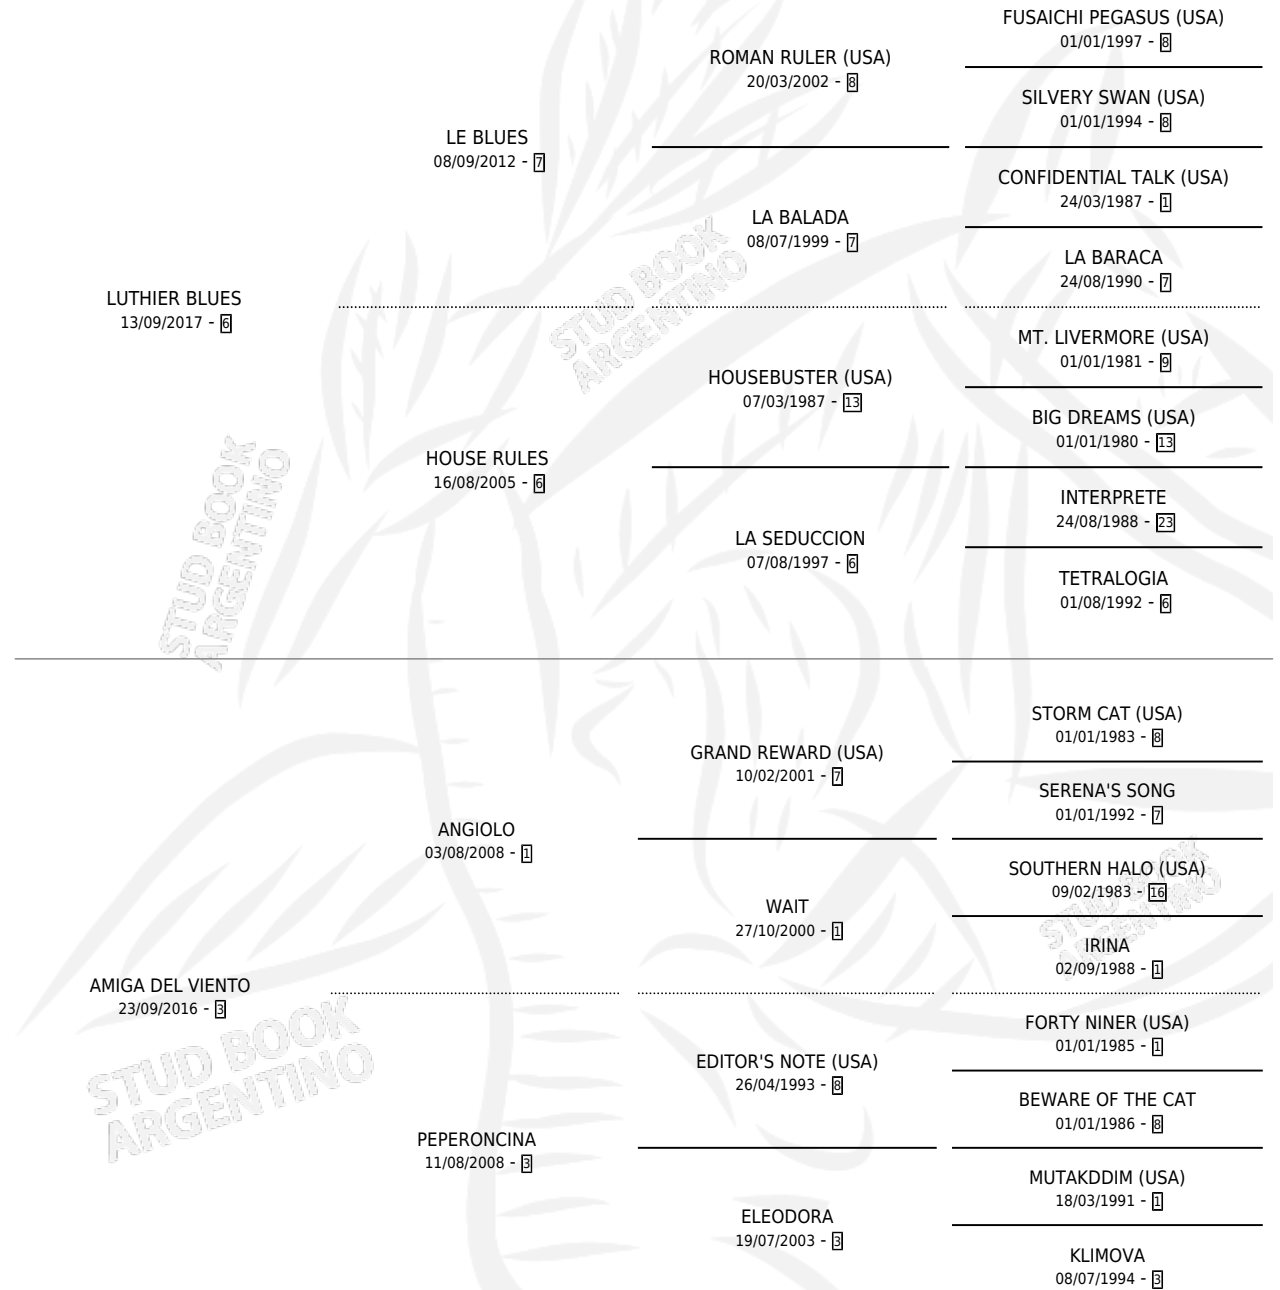 FUSAICHI PEGASUS (USA)
01/01/1997 - 8
ROMAN RULER (USA)
20/03/2002 - 8
SILVERY SWAN (USA)
01/01/1994 - 8
LE BLUES
08/09/2012 - 7
CONFIDENTIAL TALK (USA)
24/03/1987 - 1
LA BALADA
08/07/1999 - 7
LA BARACA
24/08/1990 - 7
LUTHIER BLUES
13/09/2017 - 6
MT. LIVERMORE (USA)
01/01/1981 - 9
HOUSEBUSTER (USA)
07/03/1987 - 13
BIG DREAMS (USA)
01/01/1980 - 13
HOUSE RULES
16/08/2005 - 6
INTERPRETE
24/08/1988 - 23
LA SEDUCCION
07/08/1997 - 6
TETRALOGIA
01/08/1992 - 6
STORM CAT (USA)
01/01/1983 - 8
GRAND REWARD (USA)
10/02/2001 - 7
SERENA'S SONG
01/01/1992 - 7
ANGIOLO
03/08/2008 - 1
SOUTHERN HALO (USA)
09/02/1983 - 16
WAIT
27/10/2000 - 1
IRINA
02/09/1988 - 1
AMIGA DEL VIENTO
23/09/2016 - 3
FORTY NINER (USA)
01/01/1985 - 1
EDITOR'S NOTE (USA)
26/04/1993 - 8
BEWARE OF THE CAT
01/01/1986 - 8
PEPERONCINA
11/08/2008 - 3
MUTAKDDIM (USA)
18/03/1991 - 1
ELEODORA
19/07/2003 - 3
KLIMOVA
08/07/1994 - 3
STUD BOOK
ARGENTINO
STUD BOOK
ARGENTINO
STUD BOOK
ARGENTINO
STUD BOOK
ARGENTINO